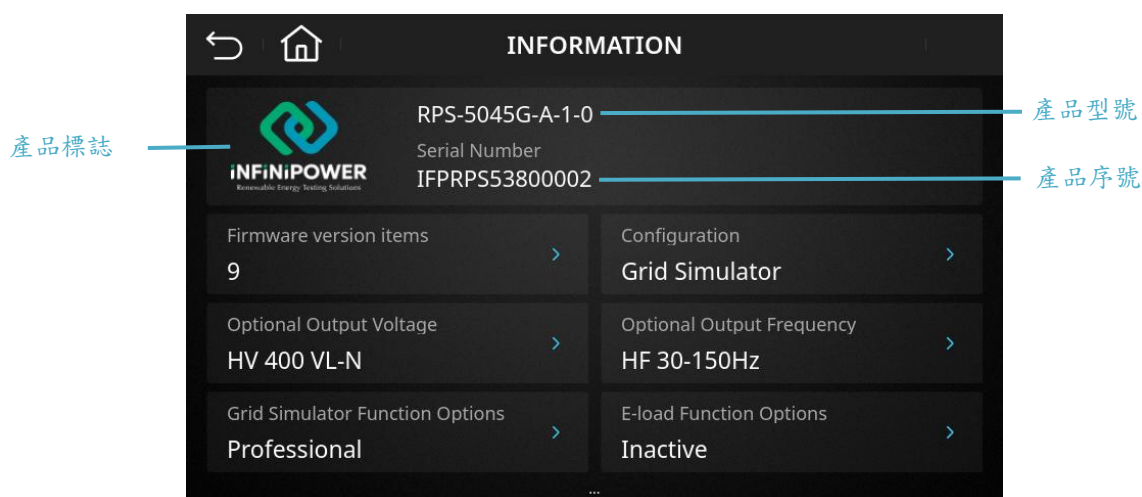 INFORMATION
產品標誌
iNFiNiPOWER
Renewable Energy Testing Solutions
RPS-5045G-A-1-0
產品型號
Serial Number
IFPRPS53800002
產品序號
Firmware version items
9
Configuration
Grid Simulator
Optional Output Voltage
HV 400 VL-N
Optional Output Frequency
HF 30-150Hz
Grid Simulator Function Options
Professional
E-load Function Options
Inactive
...